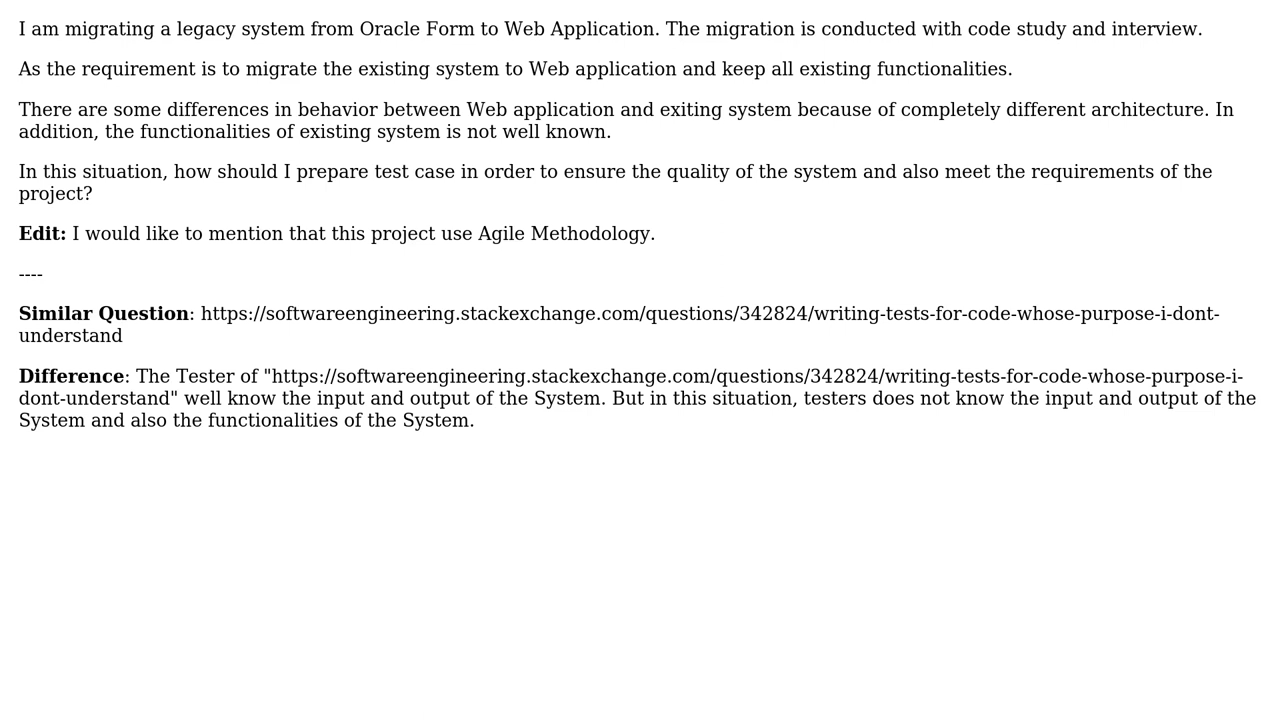 I am migrating a legacy system from Oracle Form to Web Application. The migration is conducted with code study and interview.
As the requirement is to migrate the existing system to Web application and keep all existing functionalities.
There are some differences in behavior between Web application and exiting system because of completely different architecture. In
addition, the functionalities of existing system is not well known.
In this situation, how should I prepare test case in order to ensure the quality of the system and also meet the requirements of the
project?
Edit: I would like to mention that this project use Agile Methodology.
----
Similar Question: https://softwareengineering.stackexchange.com/questions/342824/writing-tests-for-code-whose-purpose-i-dont-
understand
Difference: The Tester of "https://softwareengineering.stackexchange.com/questions/342824/writing-tests-for-code-whose-purpose-i-
dont-understand" well know the input and output of the System. But in this situation, testers does not know the input and output of the
System and also the functionalities of the System.